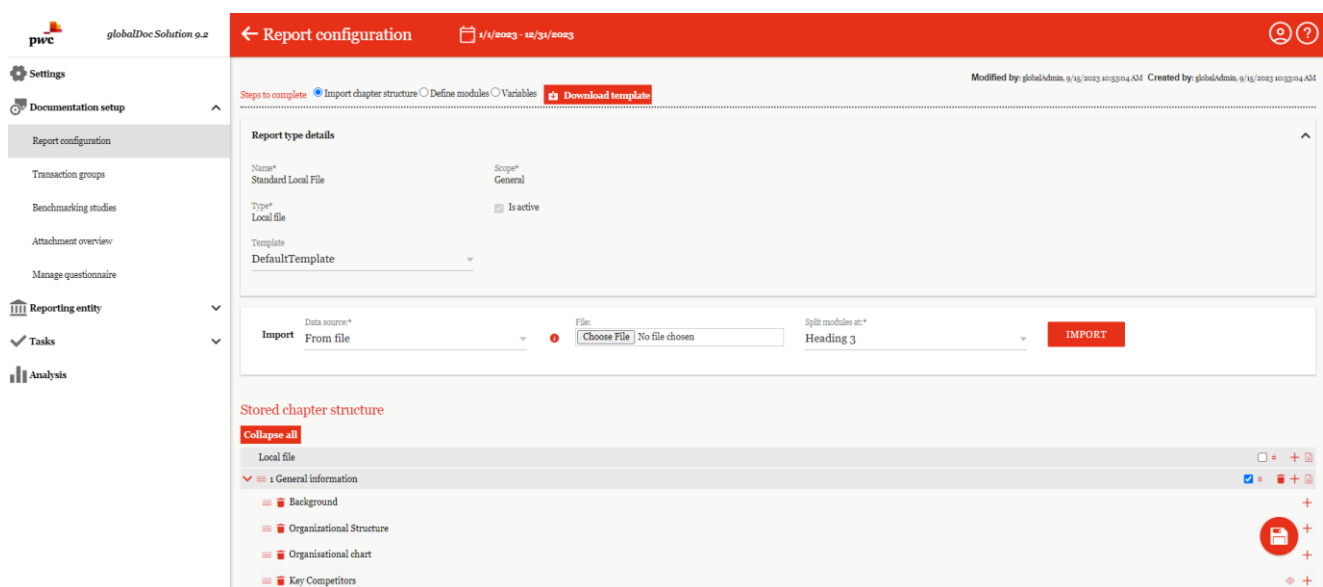 pwc
globalDoc Solution 9.2
Report configuration
1/1/2023 - 12/31/2023
?
Settings
Documentation setup
Report configuration
Transaction groups
Benchmarking studies
Attachment overview
Manage questionnaire
Reporting entity
Tasks
Analysis
Modified by: globalAdmin, 9/15/2023 10:53:04 AM Created by: globalAdmin, 9/15/2023 10:53:04 AM
Steps to complete Import chapter structure Define modules Variables Download template
Report type details
Name* Scope*
Standard Local File General
Type* Is active
Local file
Template
DefaultTemplate
Data source:* File: Split modules at:*
Import From file Choose File No file chosen Heading 3 IMPORT
Stored chapter structure
Collapse all
Local file #
1 General information #
Background
Organizational Structure
Organisational chart
Key Competitors